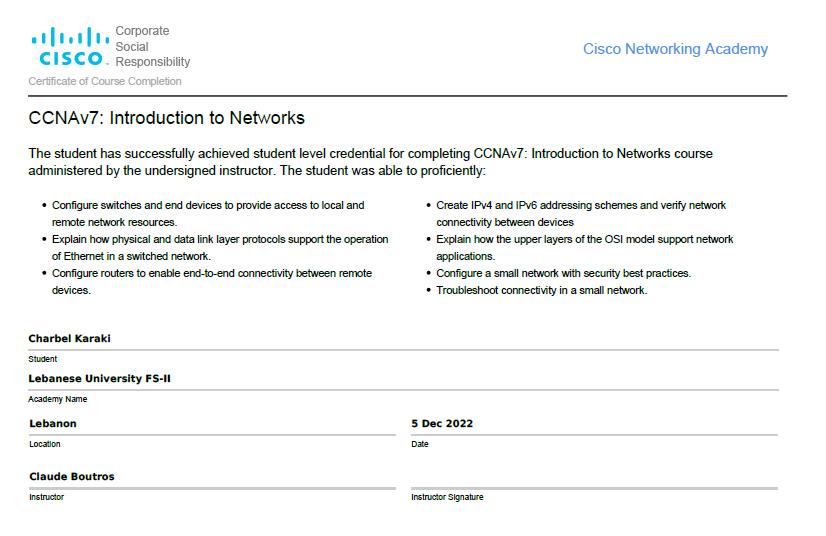 Corporate
Social
CISCO. Responsibility
Cisco Networking Academy
Certificate of Course Completion
CCNAv7: Introduction to Networks
The student has successfully achieved student level credential for completing CCNAv7: Introduction to Networks course
administered by the undersigned instructor. The student was able to proficiently:
• Configure switches and end devices to provide access to local and
remote network resources.
• Explain how physical and data link layer protocols support the operation
of Ethernet in a switched network.
• Configure routers to enable end-to-end connectivity between remote
devices.
• Create IPv4 and IPv6 addressing schemes and verify network
connectivity between devices
• Explain how the upper layers of the OSI model support network
applications.
• Configure a small network with security best practices.
• Troubleshoot connectivity in a small network.
Charbel Karaki
Student
Lebanese University FS-II
Academy Name
Lebanon
Location
5 Dec 2022
Date
Claude Boutros
Instructor
Instructor Signature